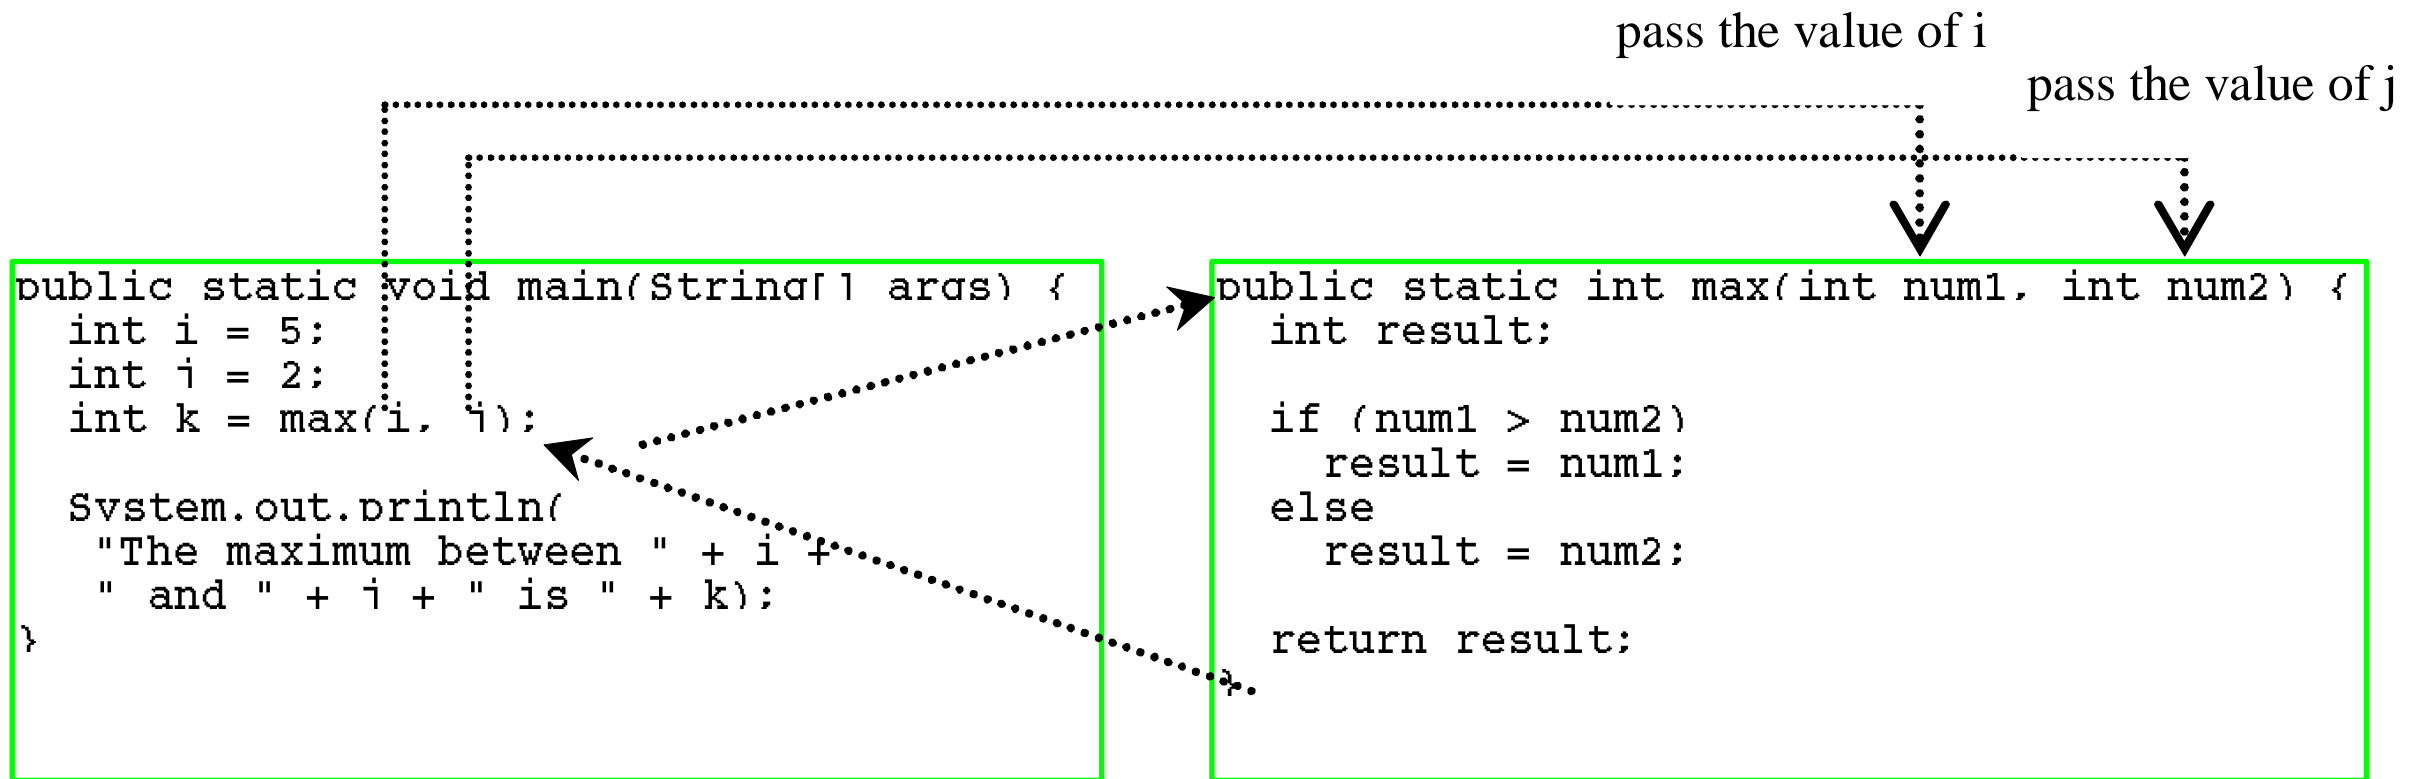 pass the value of i
pass the value of j
public static void main(String[] args) {
  int i = 5;
  int j = 2;
  int k = max(i, j);

  System.out.println(
   "The maximum between " + i +
   " and " + j + " is " + k);
}
public static int max(int num1, int num2) {
  int result;

  if (num1 > num2)
    result = num1;
  else
    result = num2;

  return result;
}